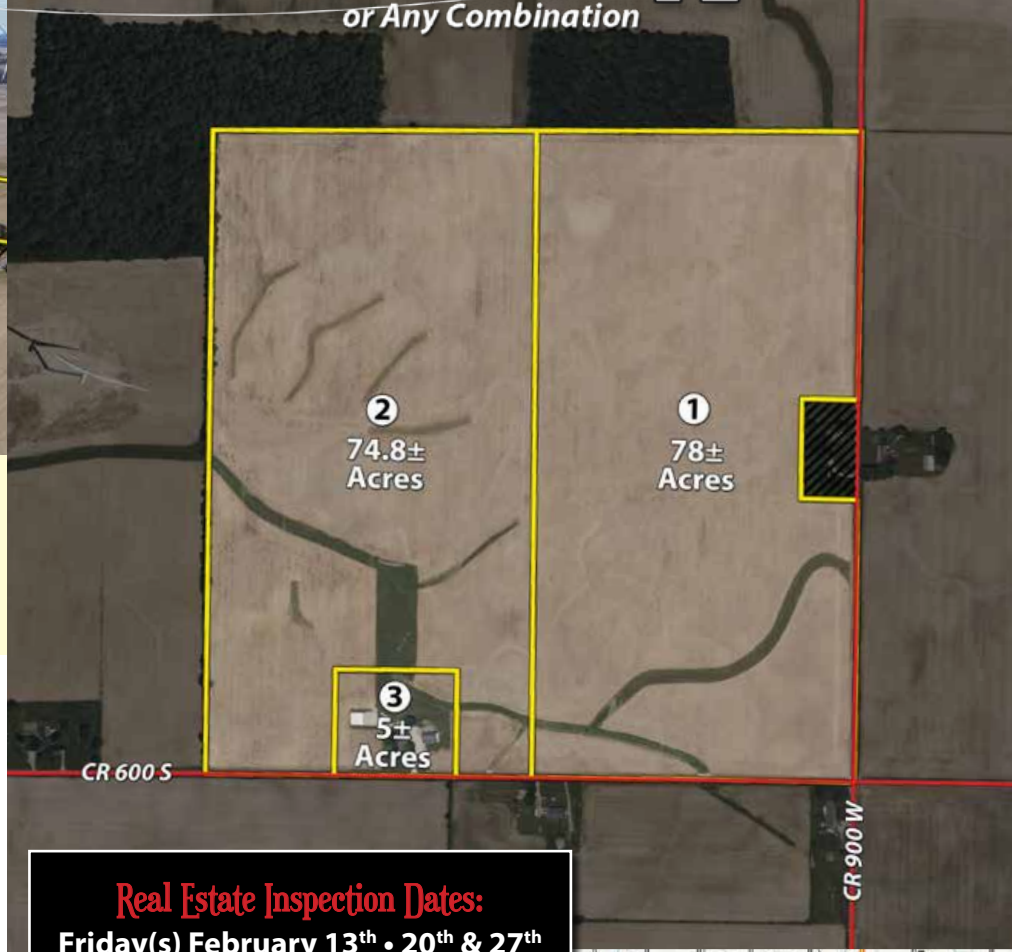 or Any Combination
2
74.8±
Acres
1
78±
Acres
3
5±
Acres
CR 600 S
CR 900 W
Real Estate Inspection Dates:
Friday(s) February 13th • 20th & 27th